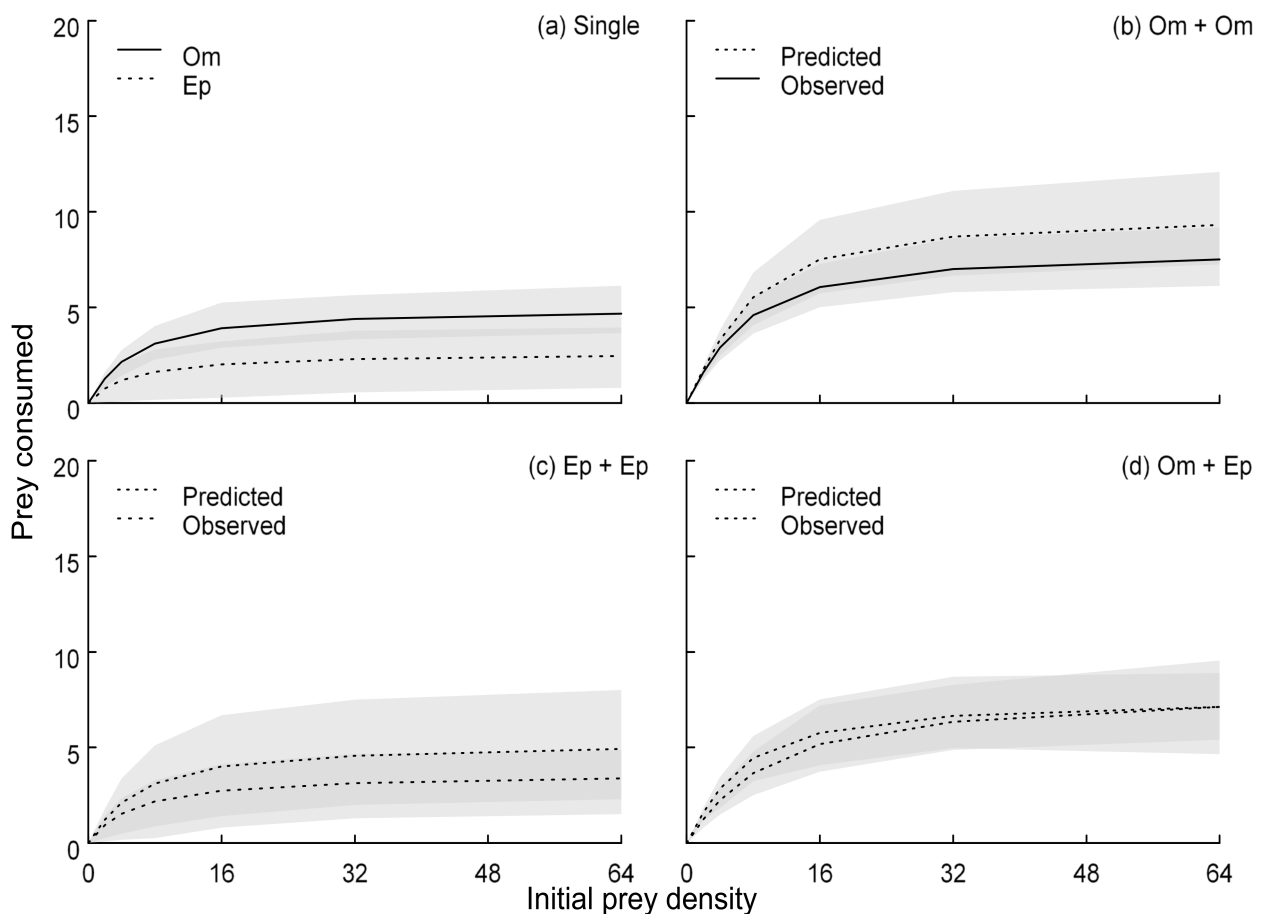 (a) Single
Om
Ep
20
15
10
5
0
0
16
32
48
64
(b) Om + Om
Predicted
Observed
0
16
32
48
64
(c) Ep + Ep
Predicted
Observed
20
15
10
5
0
(d) Om + Ep
Predicted
Observed
Prey consumed
Initial prey density